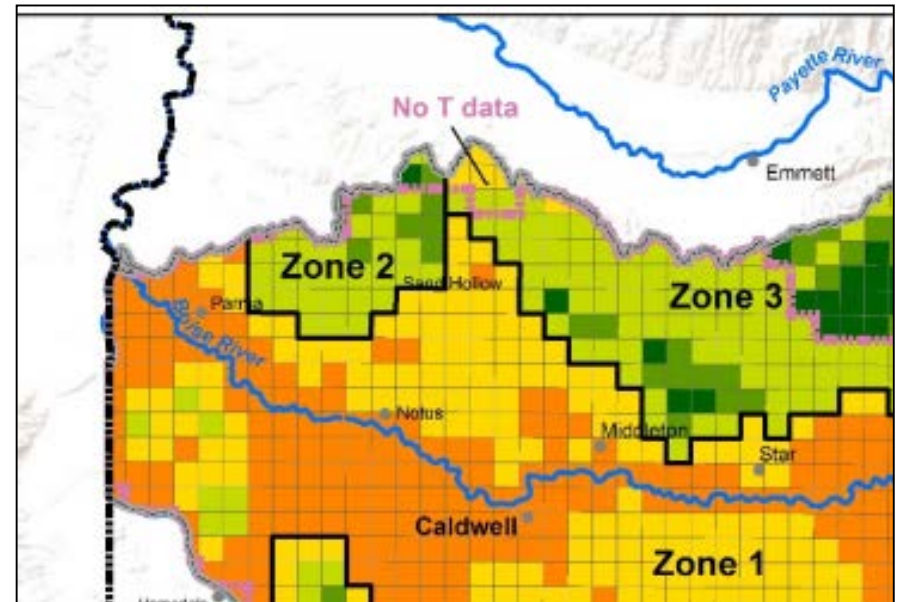 Payette River
No T data
Emmett
Zone 2
Sand Hollow
Zone 3
Parma
Boise River
Notus
Middleton
Star
Caldwell
Zone 1